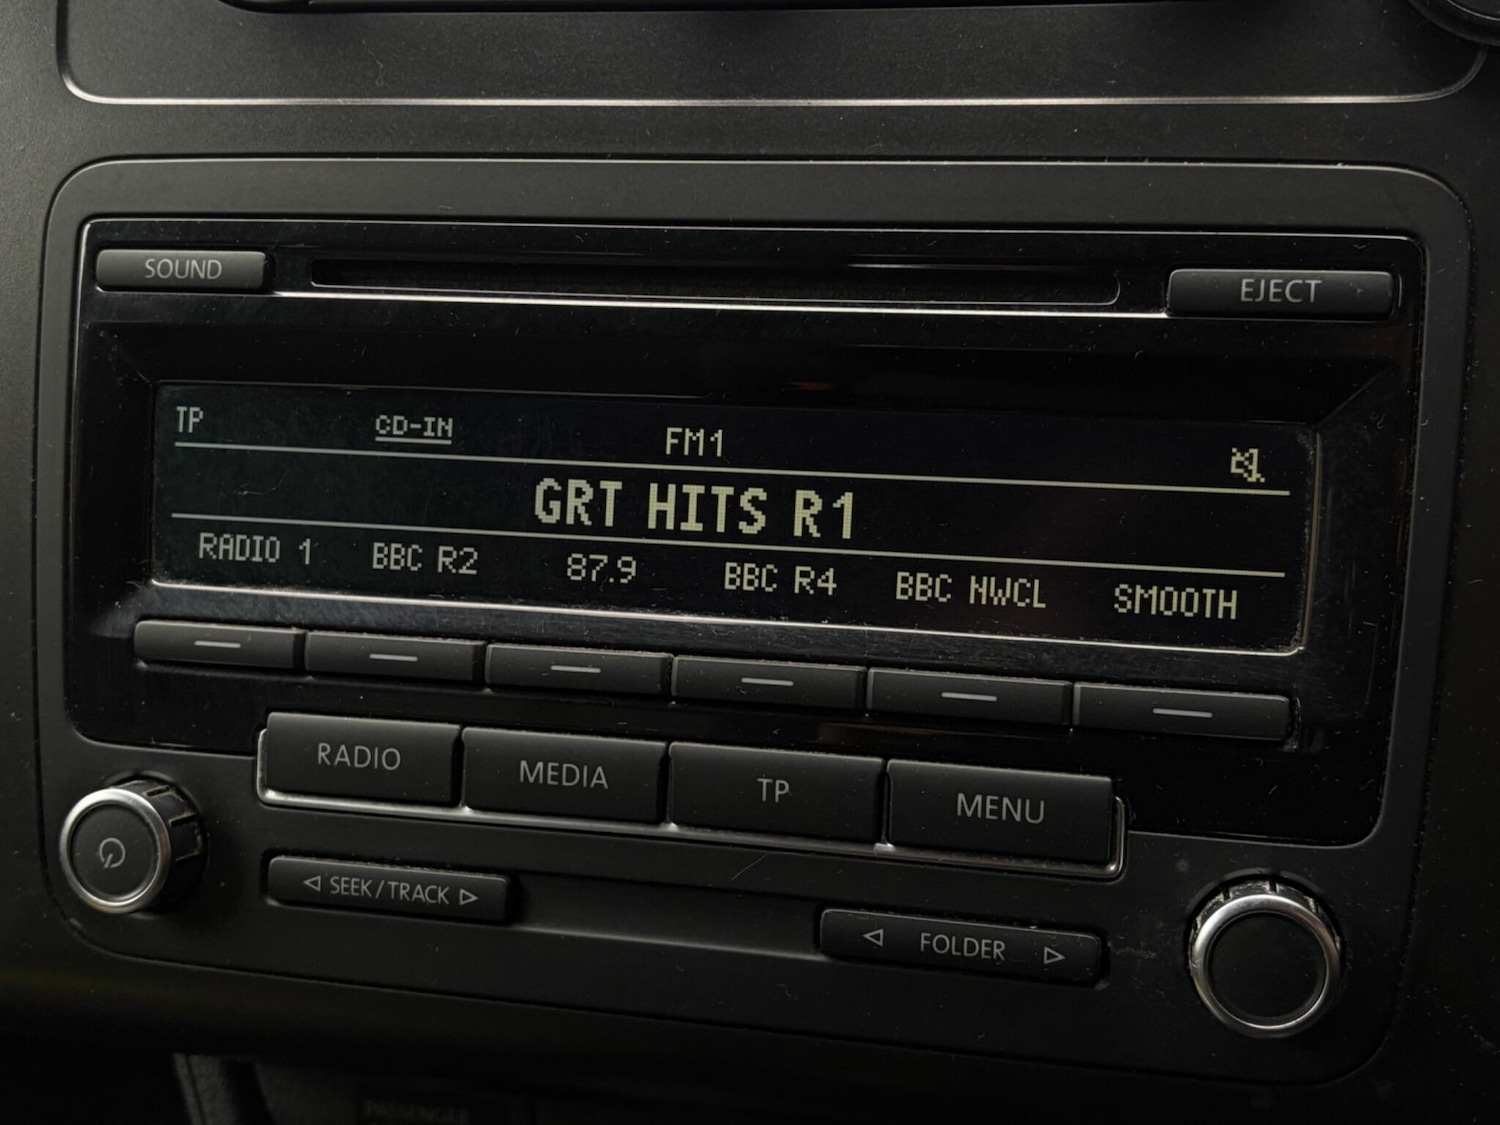 SOUND
EJECT
TP CD-IN FM1
GRT HITS R1
RADIO 1 BBC R2 87.9 BBC R4 BBC NWCL SMOOTH
RADIO MEDIA TP MENU
SEEK/TRACK
FOLDER
PASSENGER